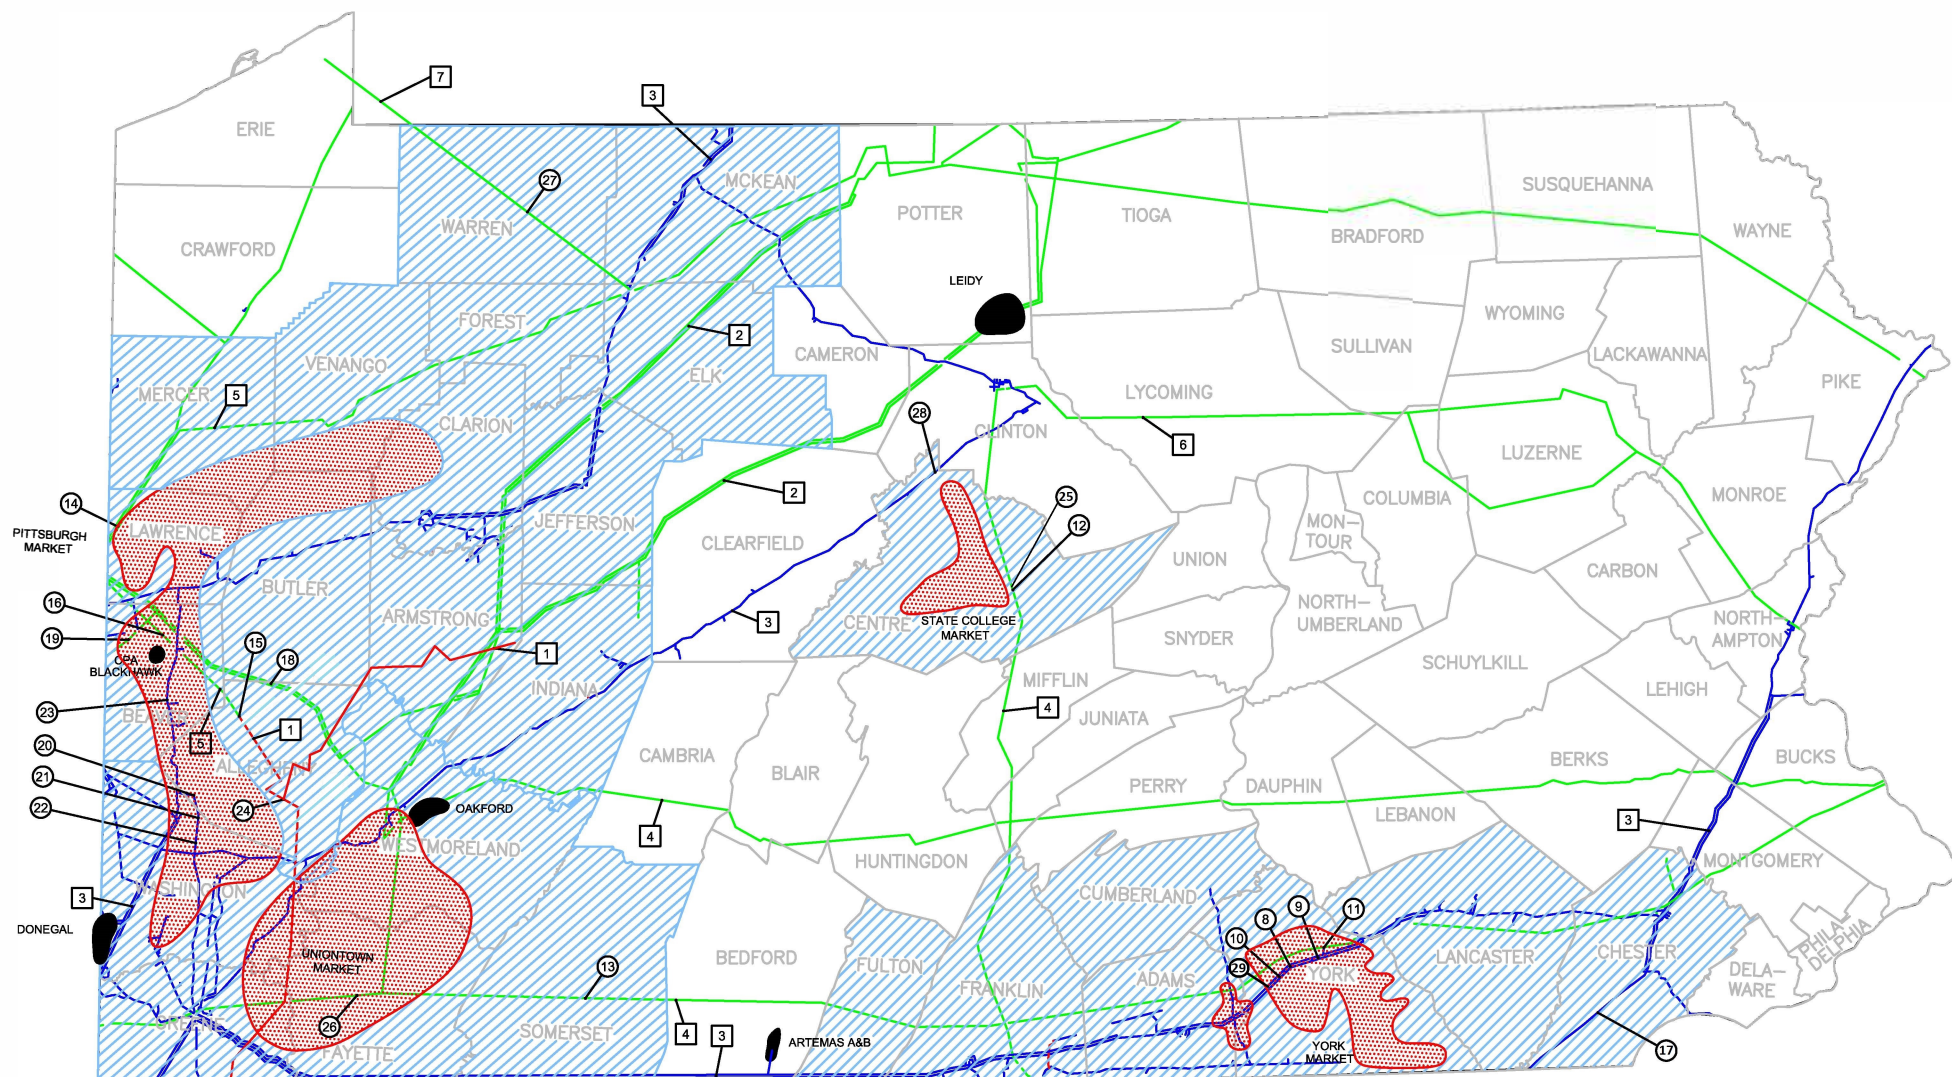 7
3
ERIE
27
MCKEAN
SUSQUEHANNA
POTTER
TIOGA
WARREN
WAYNE
BRADFORD
CRAWFORD
LEIDY
WYOMING
FOREST
2
CAMERON
SULLIVAN
LACKAWANNA
VENANGO
ELK
PIKE
MERCER
5
LYCOMING
28
CLARION
CLINTON
6
LUZERNE
2
MONROE
14
25
COLUMBIA
PITTSBURGH
MARKET
LAWRENCE
JEFFERSON
12
MON-
TOUR
CLEARFIELD
UNION
CARBON
BUTLER
16
ARMSTRONG
3
CENTRE
STATE COLLEGE
MARKET
NORTH-
UMBERLAND
NORTH-
AMPTON
19
15
SNYDER
CPA
BLACKHAWK
18
1
SCHUYLKILL
MIFFLIN
INDIANA
LEHIGH
23
BEAVER
4
JUNIATA
5
1
20
CAMBRIA
BLAIR
BERKS
BUCKS
ALLEGHENY
21
PERRY
DAUPHIN
22
24
OAKFORD
LEBANON
4
3
WESTMORELAND
HUNTINGDON
MONTGOMERY
WASHINGTON
CUMBERLAND
3
8
9
11
DONEGAL
10
PHILA-
DELPHIA
UNIONTOWN
MARKET
BEDFORD
FULTON
CHESTER
LANCASTER
13
29
YORK
ADAMS
DELA-
WARE
FRANKLIN
GREENE
26
SOMERSET
4
3
ARTEMAS A&B
YORK
MARKET
17
FAYETTE